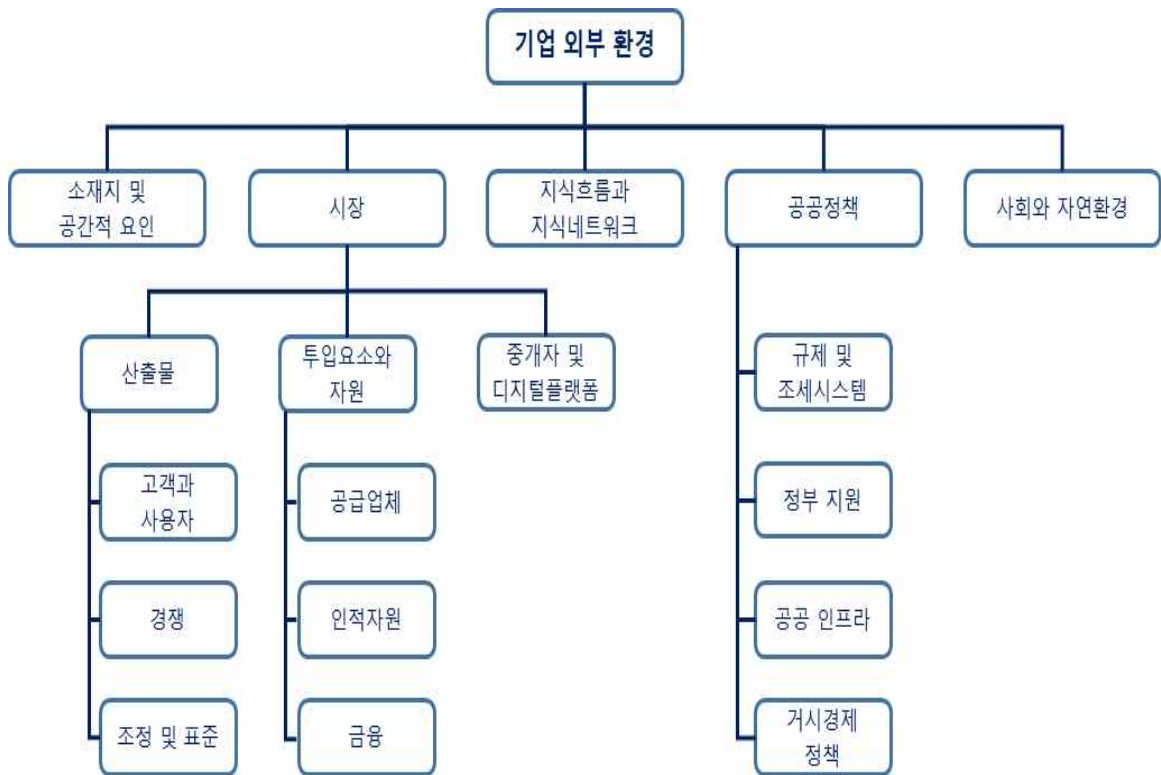 기업 외부 환경
소재지 및
공간적 요인
시장
지식흐름과
지식네트워크
공공정책
사회와 자연환경
산출물
투입요소와
자원
중개자 및
디지털플랫폼
규제 및
조세시스템
고객과
사용자
공급업체
정부 지원
경쟁
인적자원
공공 인프라
조정 및 표준
금융
거시경제
정책